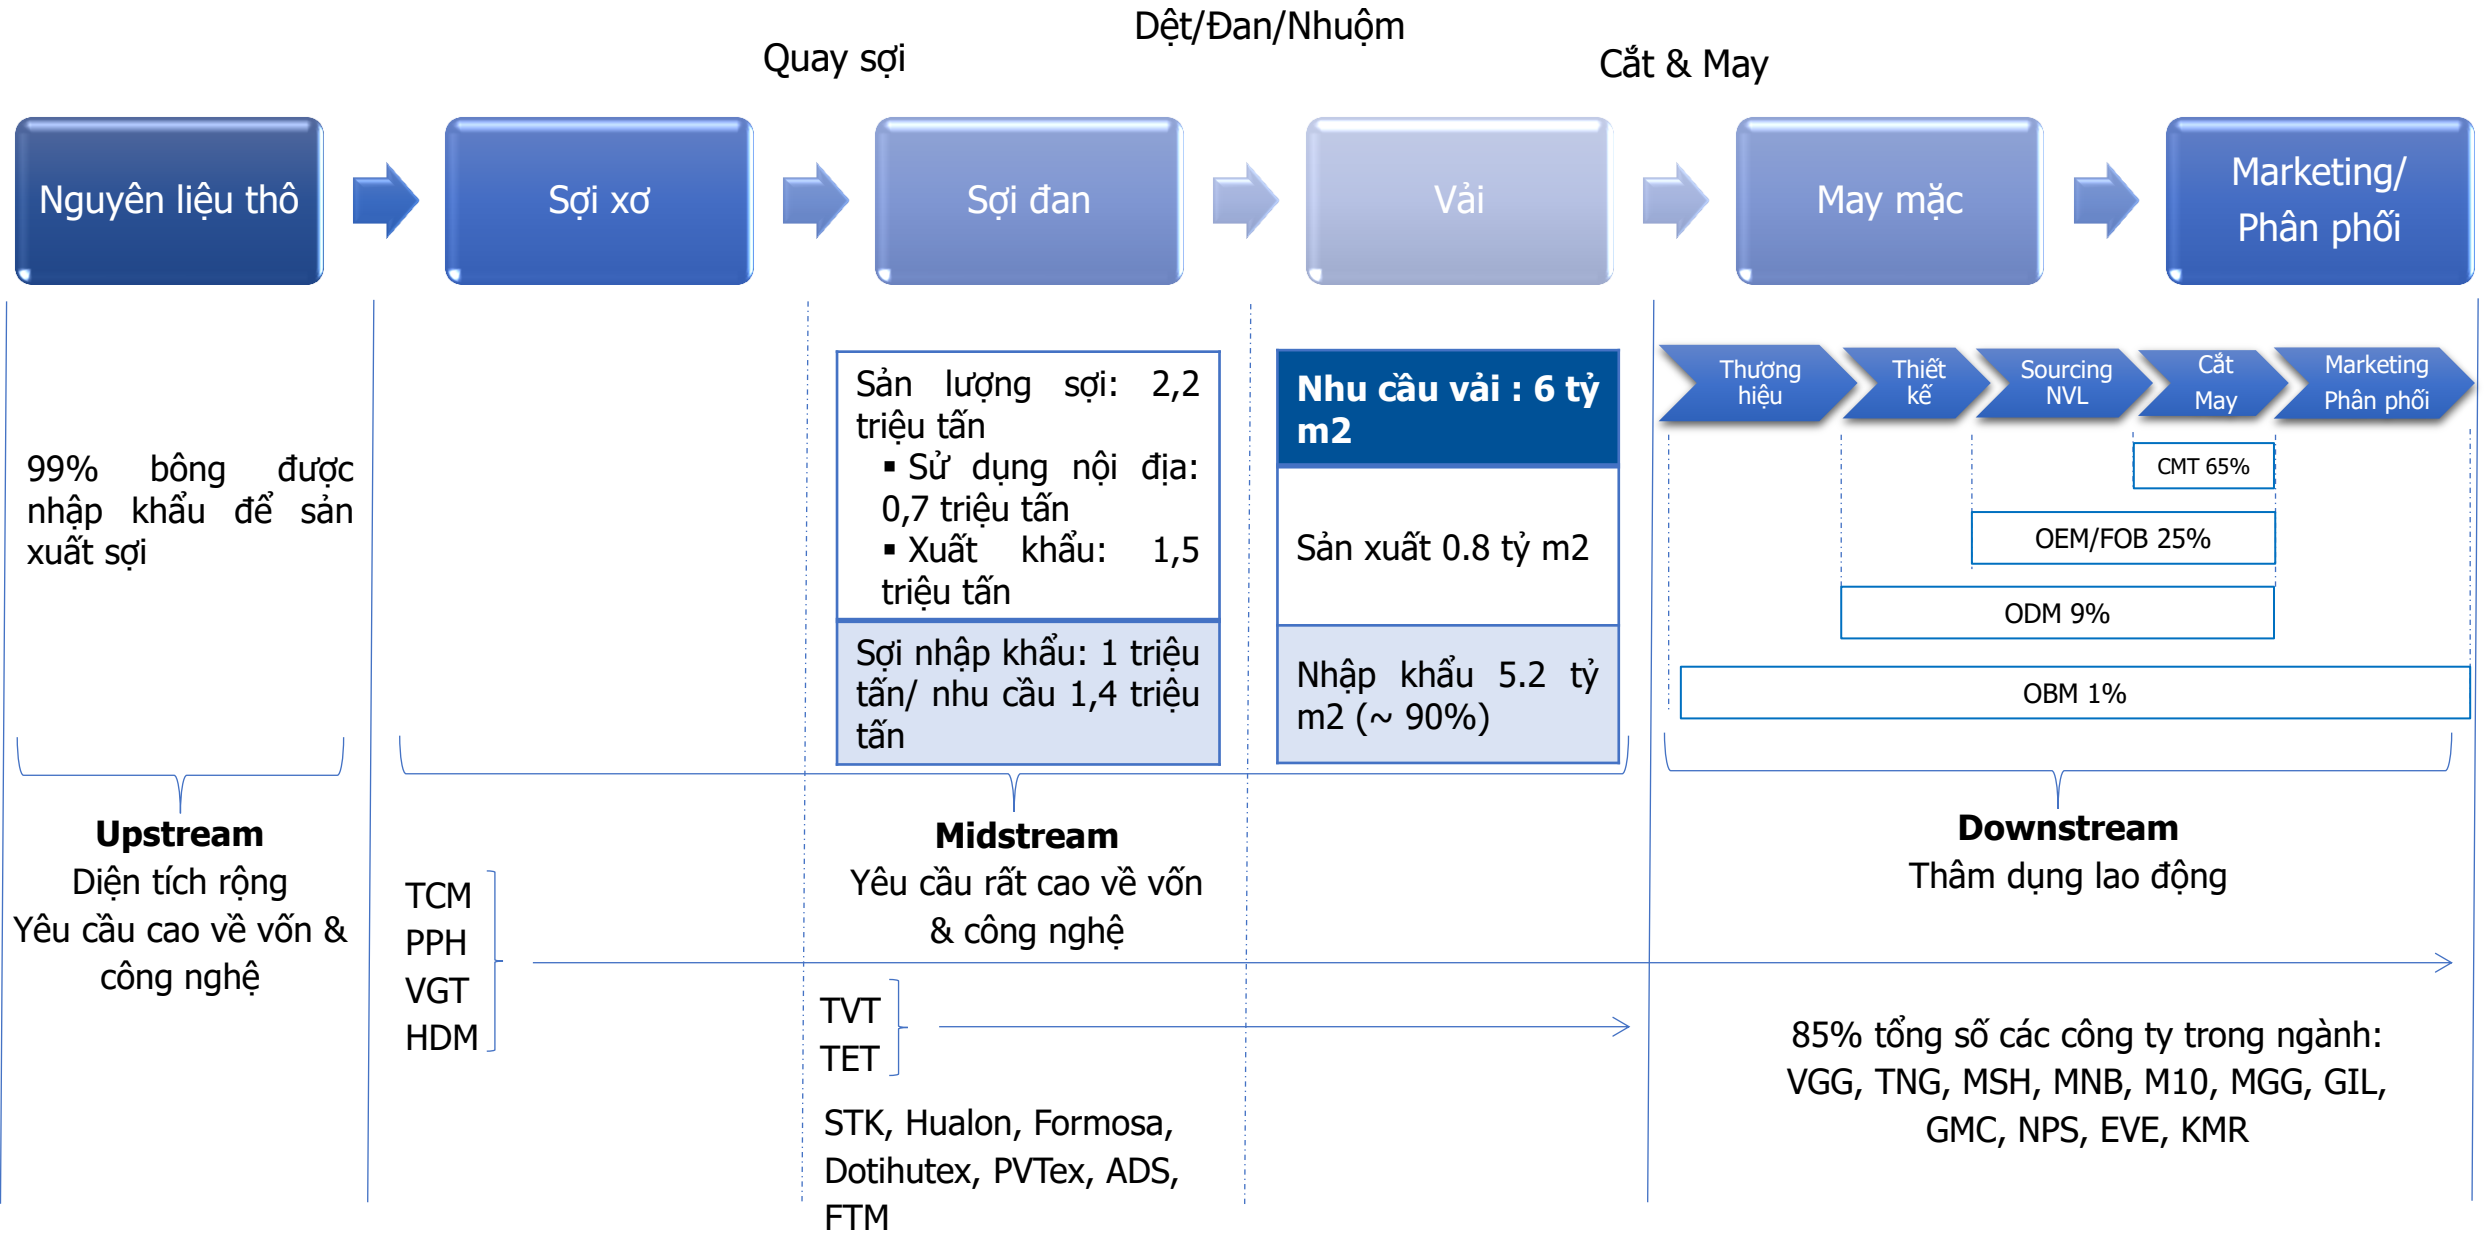 Dệt/Đan/Nhuộm
Quay sợi
Cắt & May
Nguyên liệu thô
Sợi xơ
Sợi đan
Vải
May mặc
Marketing/
Phân phối
99% bông được
nhập khẩu để sản
xuất sợi
Sản lượng sợi: 2,2
triệu tấn
▪ Sử dụng nội địa:
0,7 triệu tấn
▪ Xuất khẩu: 1,5
triệu tấn
Sợi nhập khẩu: 1 triệu
tấn/ nhu cầu 1,4 triệu
tấn
Nhu cầu vải : 6 tỷ
m2
Sản xuất 0.8 tỷ m2
Nhập khẩu 5.2 tỷ
m2 (~ 90%)
Thương
hiệu
Thiết
kế
Sourcing
NVL
Cắt
May
Marketing
Phân phối
CMT 65%
OEM/FOB 25%
ODM 9%
OBM 1%
Upstream
Diện tích rộng
Yêu cầu cao về vốn &
công nghệ
Midstream
Yêu cầu rất cao về vốn
& công nghệ
Downstream
Thâm dụng lao động
TCM
PPH
VGT
HDM
TVT
TET
STK, Hualon, Formosa,
Dotihutex, PVTex, ADS,
FTM
85% tổng số các công ty trong ngành:
VGG, TNG, MSH, MNB, M10, MGG, GIL,
GMC, NPS, EVE, KMR